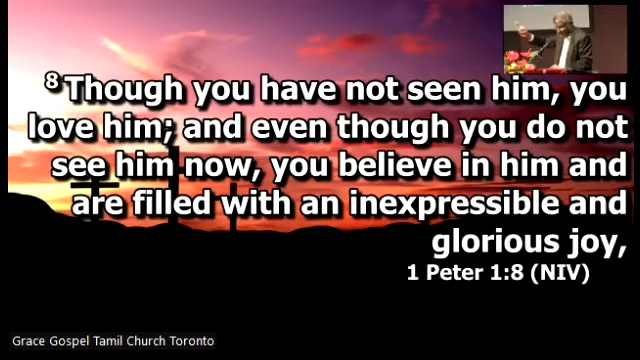 8 Though you have not seen him, you
love him; and even though you do not
see him now, you believe in him and
are filled with an inexpressible and
glorious joy,
1 Peter 1:8 (NIV)
Grace Gospel Tamil Church Toronto